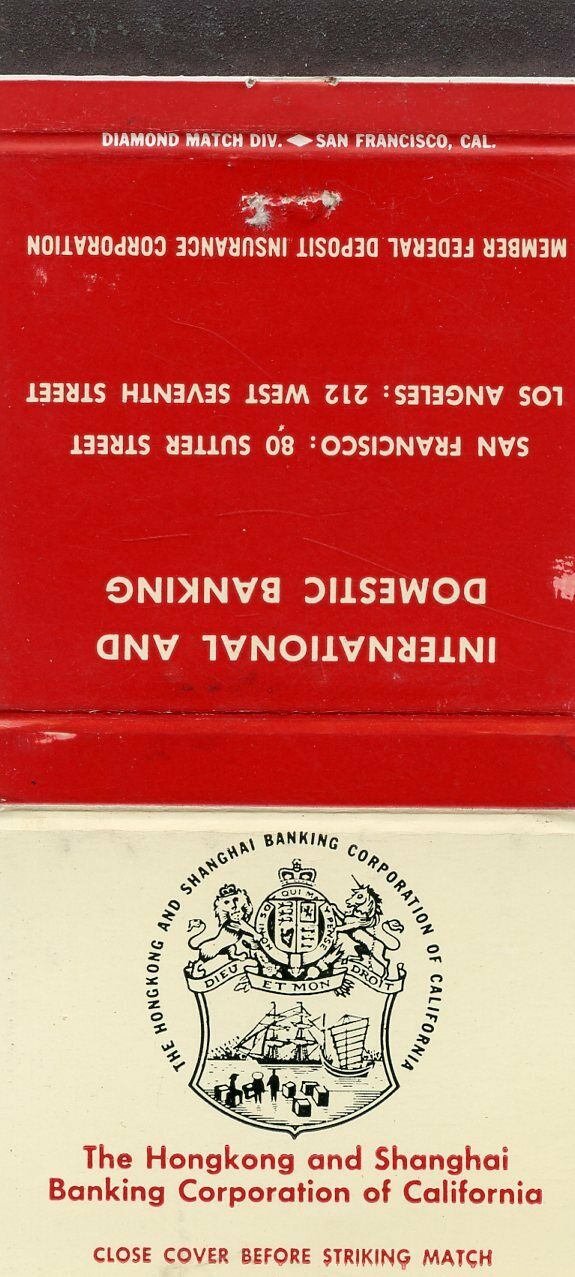 DIAMOND MATCH DIV. ◆ SAN FRANCISCO, CAL.
INTERNATIONAL AND
DOMESTIC BANKING
SAN FRANCISCO: 80 SUTTER STREET
LOS ANGELES: 212 WEST SEVENTH STREET
MEMBER FEDERAL DEPOSIT INSURANCE CORPORATION
THE HONGKONG AND SHANGHAI BANKING CORPORATION OF CALIFORNIA
QUI M
PENSE
DIEU ET MON DROIT
The Hongkong and Shanghai
Banking Corporation of California
CLOSE COVER BEFORE STRIKING MATCH